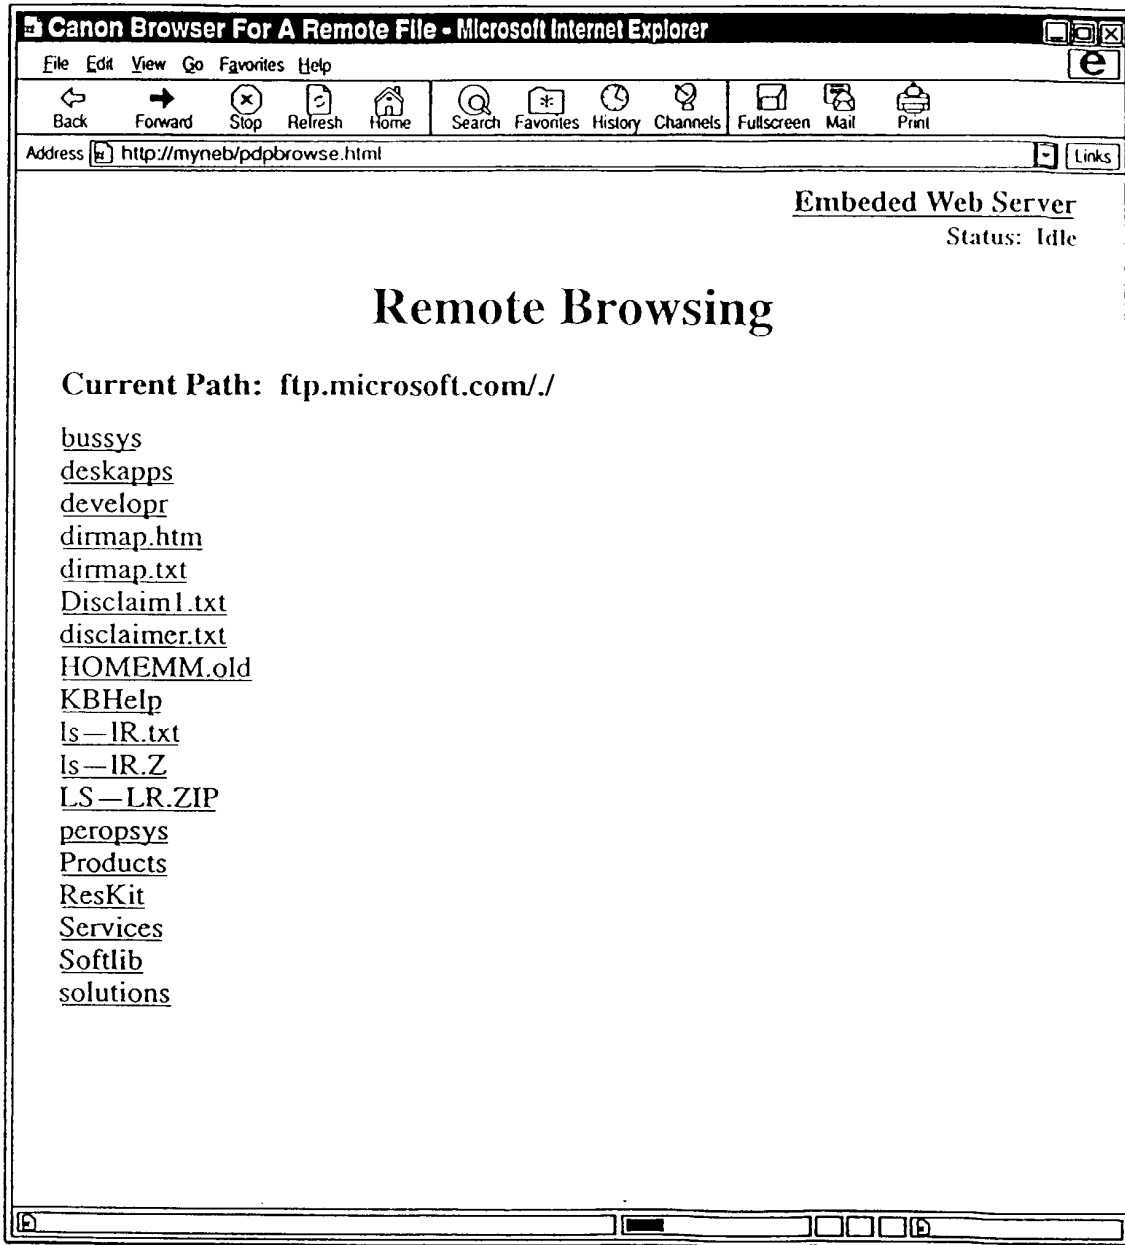 Canon Browser For A Remote File - Microsoft Internet Explorer
File Edit View Go Favorites Help
Back Forward Stop Refresh Home Search Favorites History Channels Fullscreen Mail Print
Address http://myneb/pdpbrowse.html Links
Embeded Web Server
Status: Idle
Remote Browsing
Current Path: ftp.microsoft.com/./
bussys
deskapps
developr
dirmap.htm
dirmap.txt
Disclaim1.txt
disclaimer.txt
HOMEMM.old
KBHelp
ls—lR.txt
ls—lR.Z
LS—LR.ZIP
peropsys
Products
ResKit
Services
Softlib
solutions